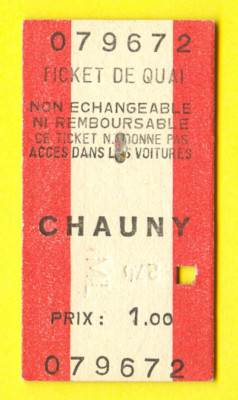 079672
TICKET DE QUAI
NON ECHANGEABLE
NI REMBOURSABLE
CE TICKET N DONNE PAS
ACCES DANS LES VOITURES
CHAUNY
PRIX : 1.00
079672